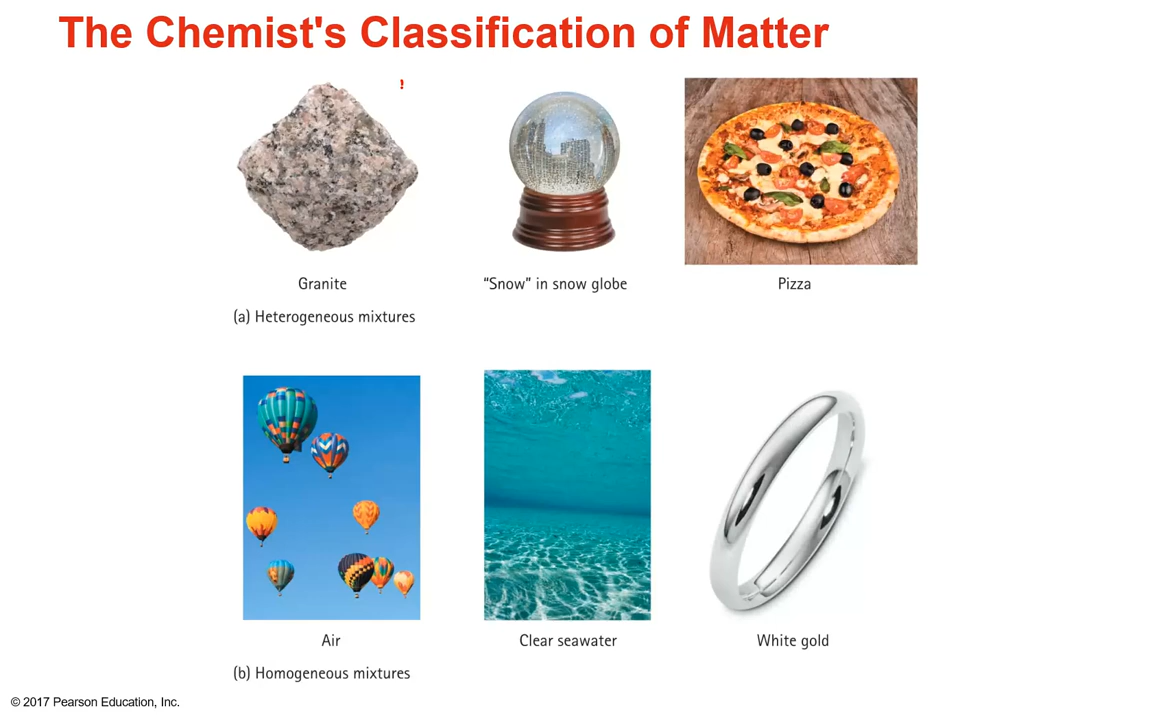 The Chemist's Classification of Matter
Granite
“Snow” in snow globe
Pizza
(a) Heterogeneous mixtures
Air
Clear seawater
White gold
(b) Homogeneous mixtures
© 2017 Pearson Education, Inc.